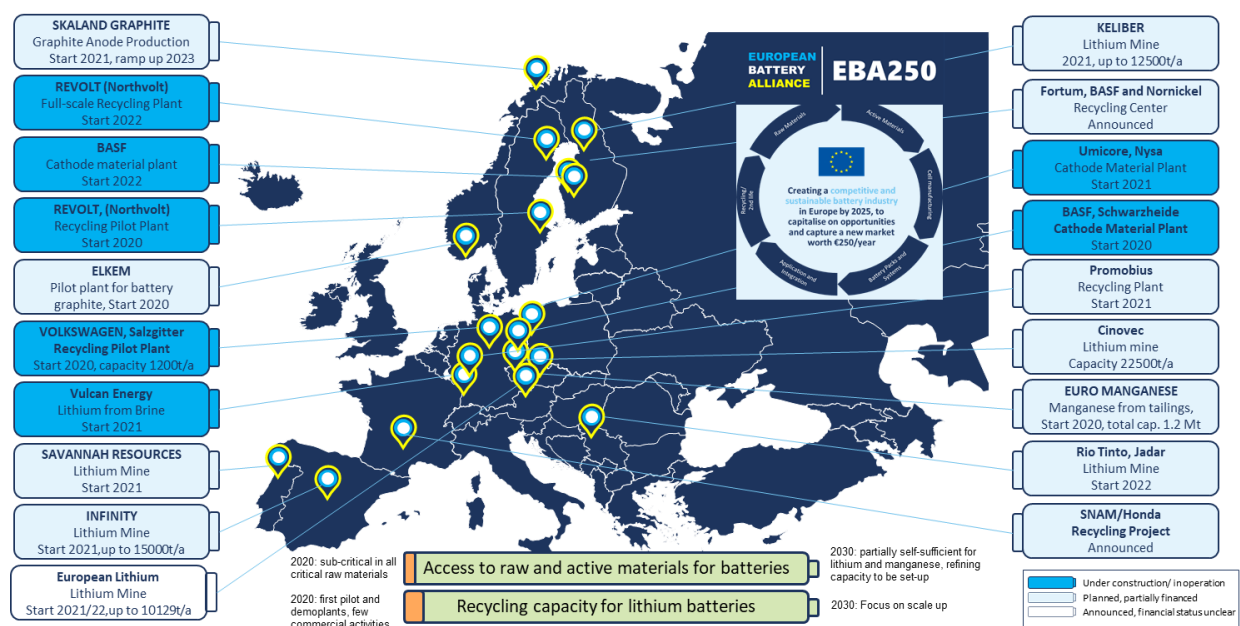 SKALAND GRAPHITE
Graphite Anode Production
Start 2021, ramp up 2023
REVOLT (Northvolt)
Full-scale Recycling Plant
Start 2022
BASF
Cathode material plant
Start 2022
REVOLT, (Northvolt)
Recycling Pilot Plant
Start 2020
ELKEM
Pilot plant for battery
graphite, Start 2020
VOLKSWAGEN, Salzgitter
Recycling Pilot Plant
Start 2020, capacity 1200t/a
Vulcan Energy
Lithium from Brine
Start 2021
SAVANNAH RESOURCES
Lithium Mine
Start 2021
INFINITY
Lithium Mine
Start 2021,up to 15000t/a
European Lithium
Lithium Mine
Start 2021/22,up to 10129t/a
EUROPEAN
BATTERY
ALLIANCE
EBA250
Raw Materials
Active Materials
Cell manufacturing
Battery Packs and
Systems
Application and
Integration
Recycling/
2nd life
Creating a competitive and
sustainable battery industry
in Europe by 2025, to
capitalise on opportunities
and capture a new market
worth €250/year
KELIBER
Lithium Mine
2021, up to 12500t/a
Fortum, BASF and Nornickel
Recycling Center
Announced
Umicore, Nysa
Cathode Material Plant
Start 2021
BASF, Schwarzheide
Cathode Material Plant
Start 2020
Promobius
Recycling Plant
Start 2021
Cinovec
Lithium mine
Capacity 22500t/a
EURO MANGANESE
Manganese from tailings,
Start 2020, total cap. 1.2 Mt
Rio Tinto, Jadar
Lithium Mine
Start 2022
SNAM/Honda
Recycling Project
Announced
2020: sub-critical in all
critical raw materials
Access to raw and active materials for batteries
2030: partially self-sufficient for
lithium and manganese, refining
capacity to be set-up
2020: first pilot and
demoplants, few
commercial activities
Recycling capacity for lithium batteries
2030: Focus on scale up
Under construction/ in operation
Planned, partially financed
Announced, financial status unclear